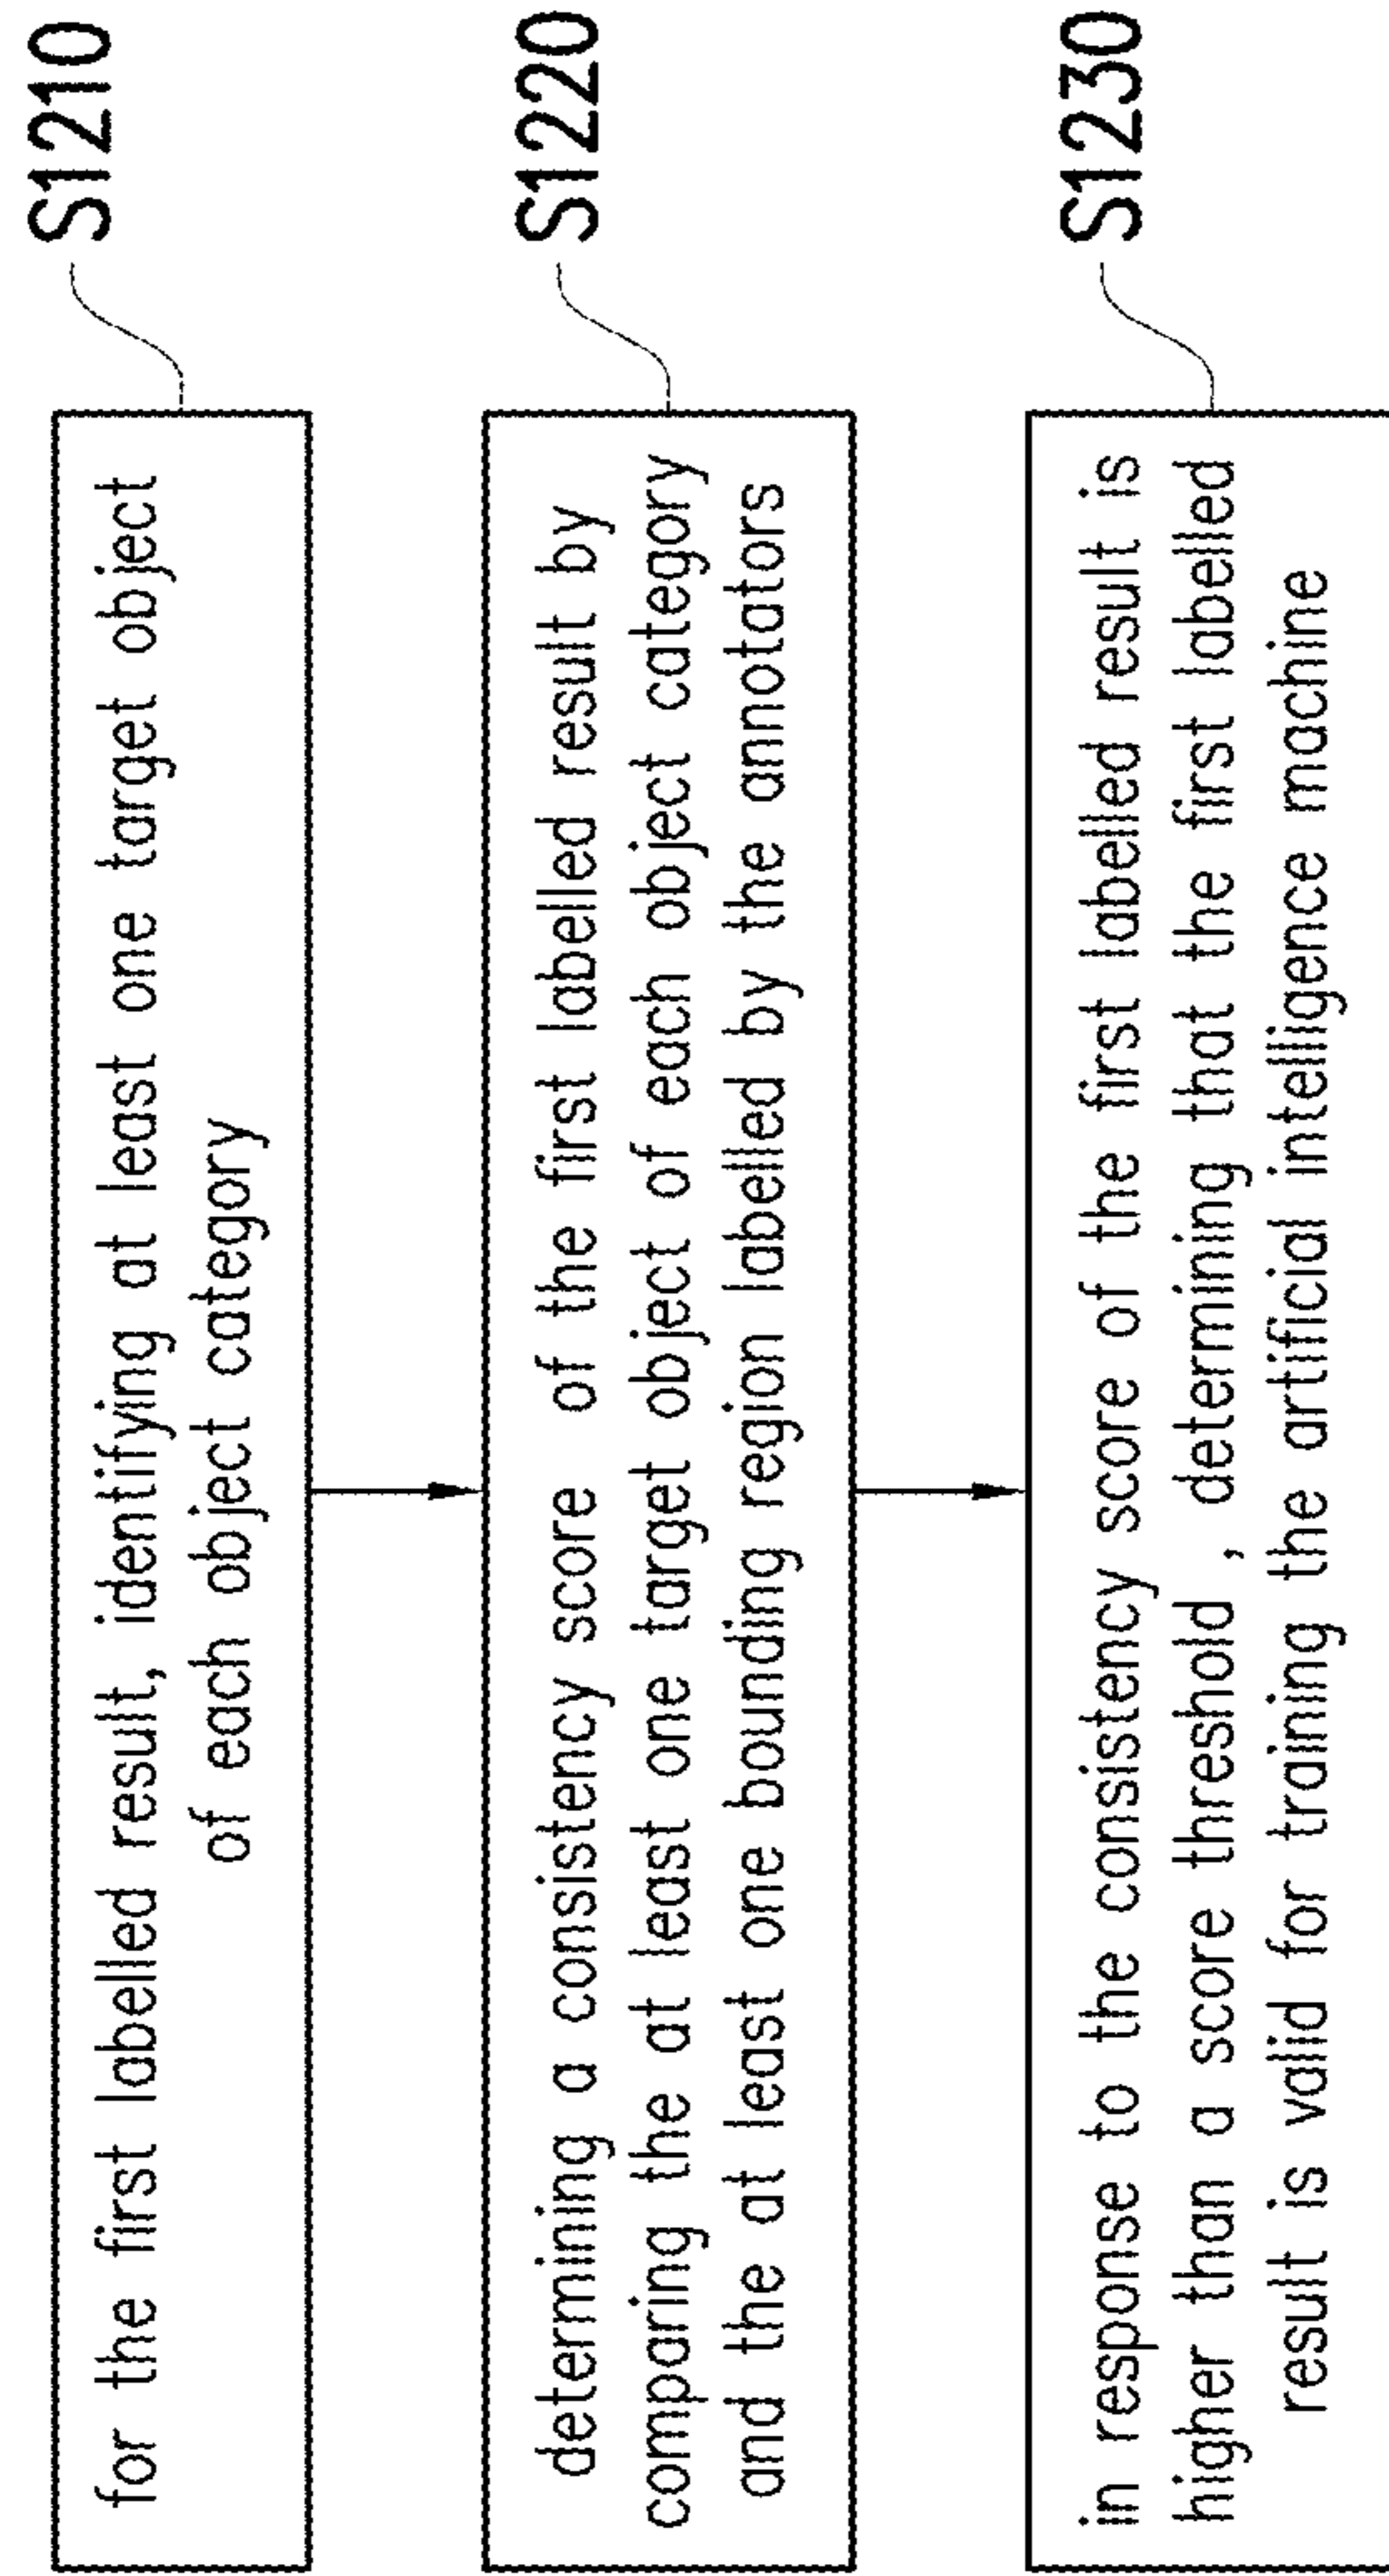 for the first labelled result, identifying at least one target object
of each object category
S1210
determining a consistency score of the first labelled result by
comparing the at least one target object of each object category
and the at least one bounding region labelled by the annotators
S1220
in response to the consistency score of the first labelled result is
higher than a score threshold , determining that the first labelled
result is valid for training the artificial intelligence machine
S1230